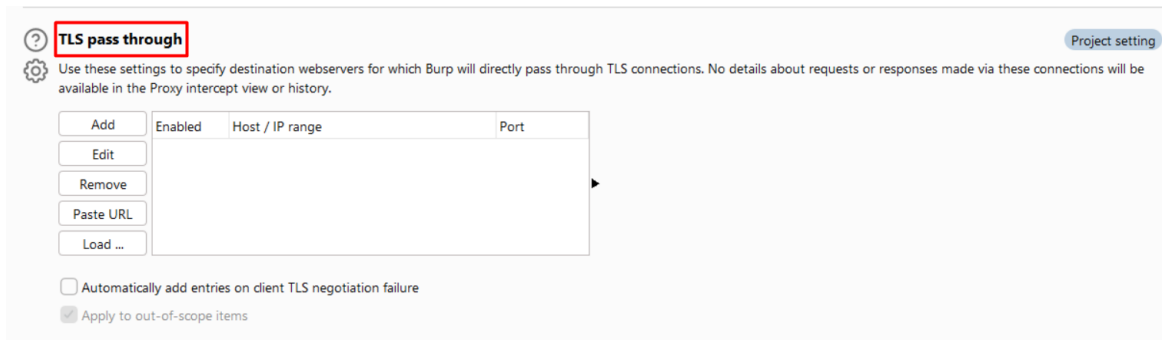 TLS pass through
Project setting
Use these settings to specify destination webservers for which Burp will directly pass through TLS connections. No details about requests or responses made via these connections will be
available in the Proxy intercept view or history.
Add
Enabled Host / IP range Port
Edit
Remove
Paste URL
Load ...
Automatically add entries on client TLS negotiation failure
Apply to out-of-scope items